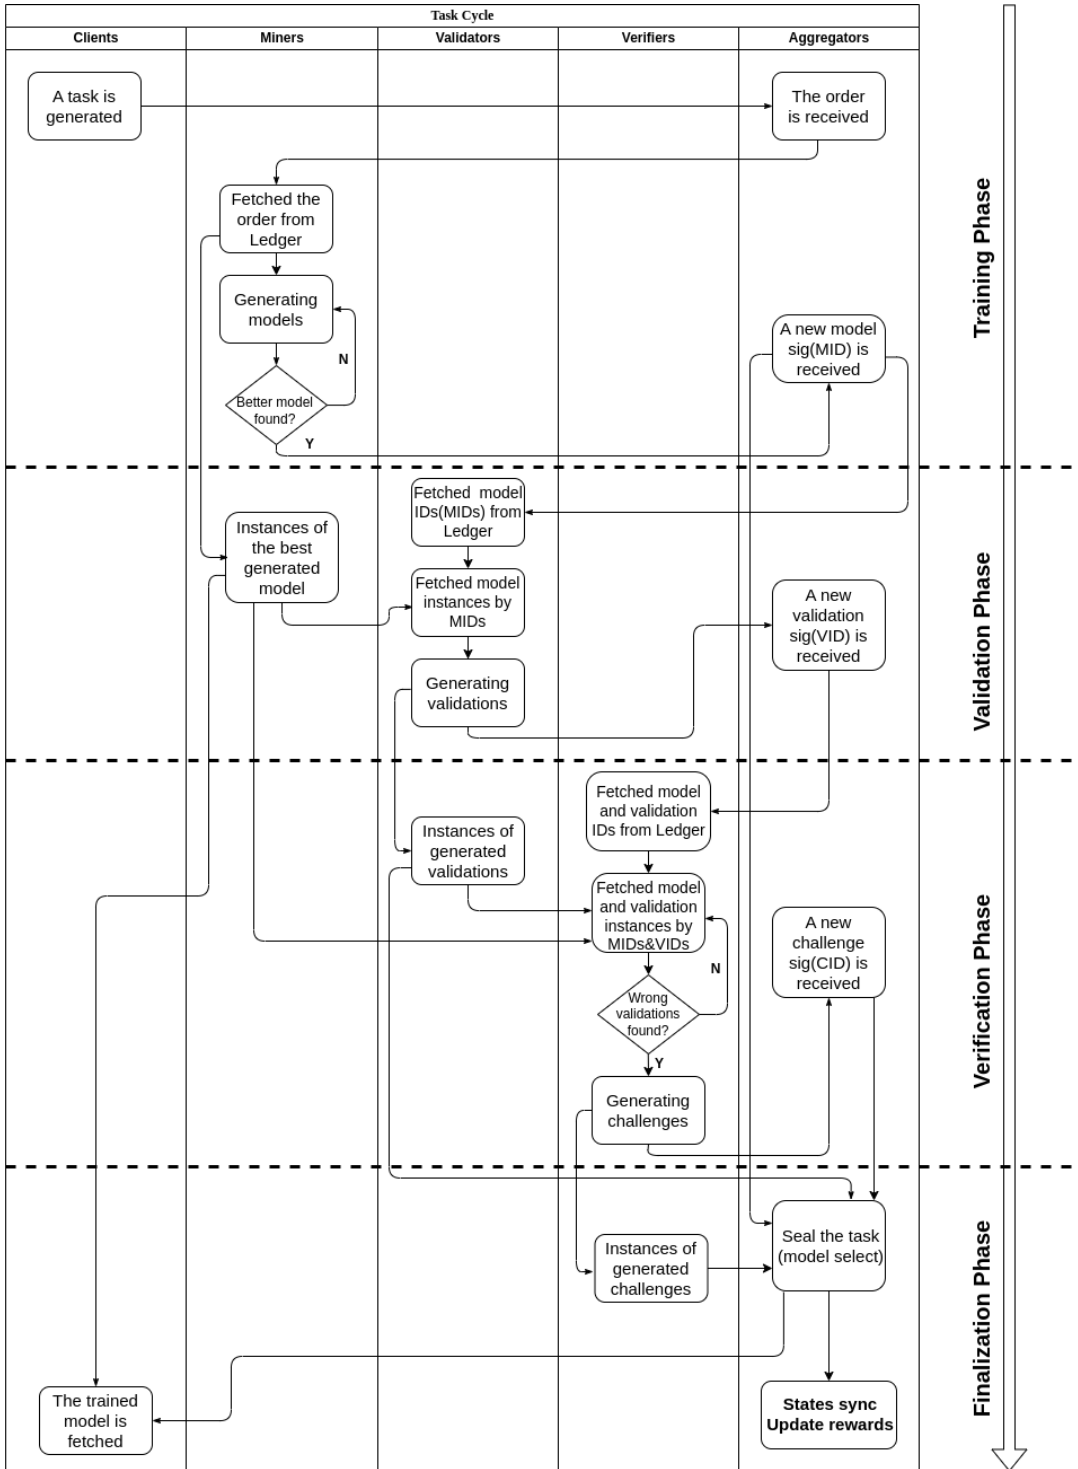 Task Cycle
Clients
Miners
Validators
Verifiers
Aggregators
A task is
generated
The order
is received
Fetched the
order from
Ledger
Generating
models
N
Better model
found?
Y
A new model
sig(MID) is
received
Training Phase
Fetched  model
IDs(MIDs) from
Ledger
Instances of
the best
generated
model
Fetched model
instances by
MIDs
Generating
validations
A new
validation
sig(VID) is
received
Validation Phase
Fetched model
and validation
IDs from Ledger
Instances of
generated
validations
Fetched model
and validation
instances by
MIDs&VIDs
N
Wrong
validations
found?
Y
Generating
challenges
A new
challenge
sig(CID) is
received
Verification Phase
Seal the task
(model select)
Instances of
generated
challenges
The trained
model is
fetched
States sync
Update rewards
Finalization Phase